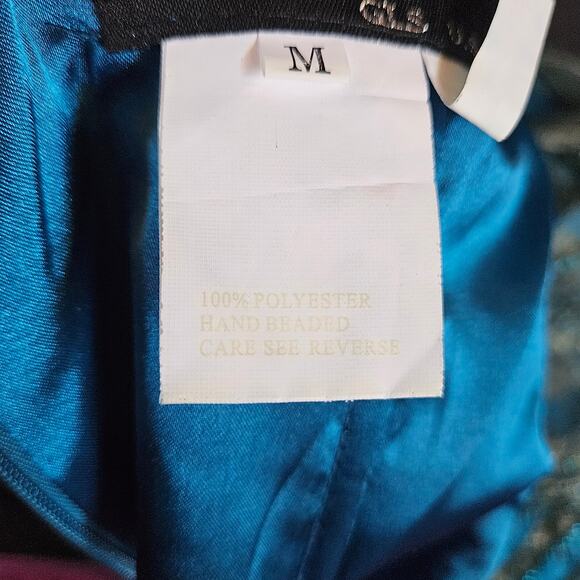 M
100% POLYESTER
HAND BEADED
CARE SEE REVERSE